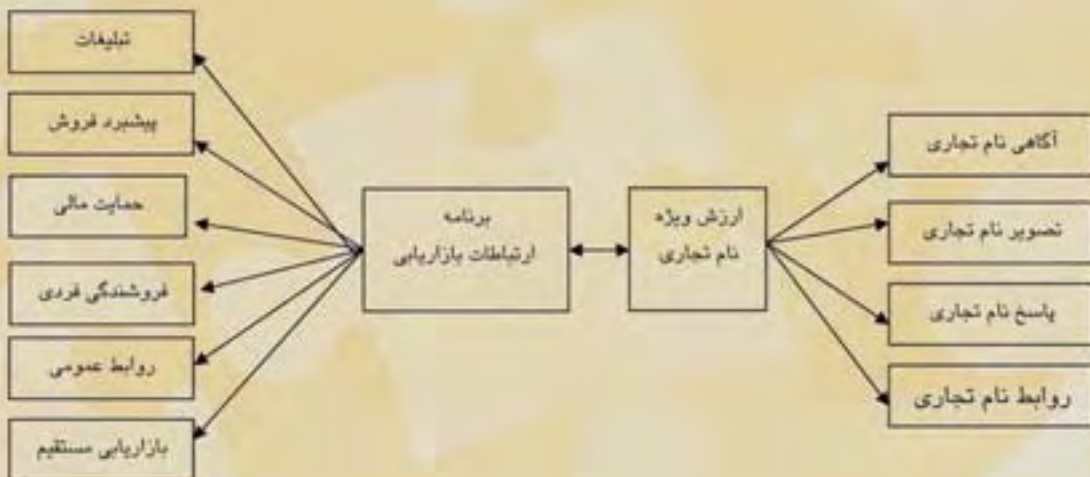 تبلیغات
پیشبرد فروش
حمایت مالی
فروشندگی فردی
روابط عمومی
بازاریابی مستقیم
برنامه
ارتباطات بازاریابی
ارزش ویژه
نام تجاری
آگاهی نام تجاری
تصویر نام تجاری
پاسخ نام تجاری
روابط نام تجاری